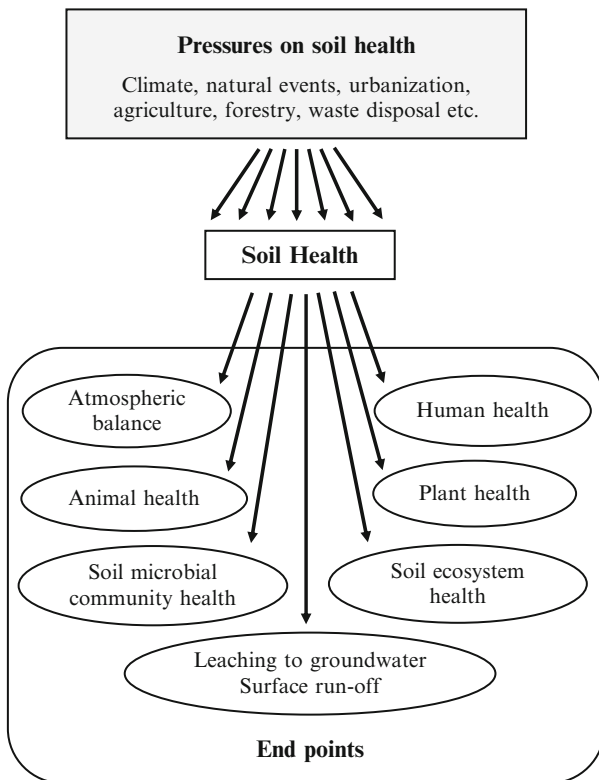 Pressures on soil health
Climate, natural events, urbanization,
agriculture, forestry, waste disposal etc.
Soil Health
Atmospheric
balance
Human health
Animal health
Plant health
Soil microbial
community health
Soil ecosystem
health
Leaching to groundwater
Surface run-off
End points